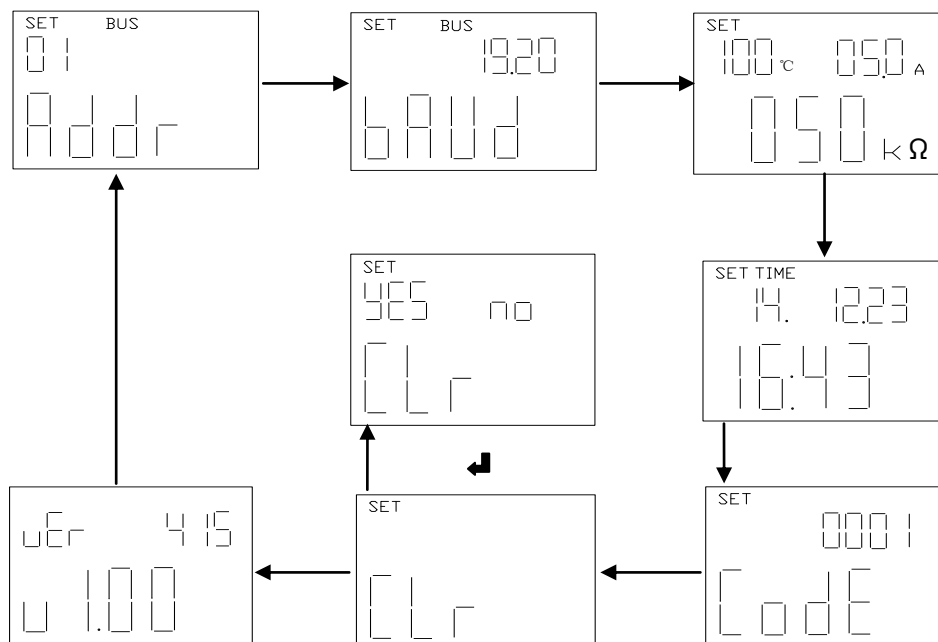 SET BUS
01
Addr
SET BUS
19.20
bAUd
SET
100 ℃ 05.0 A
050 kΩ
SET TIME
14. 12.23
16:43
SET
YES no
CLr
vEr 415
v 1.00
SET
CLr
SET
0001
CodE